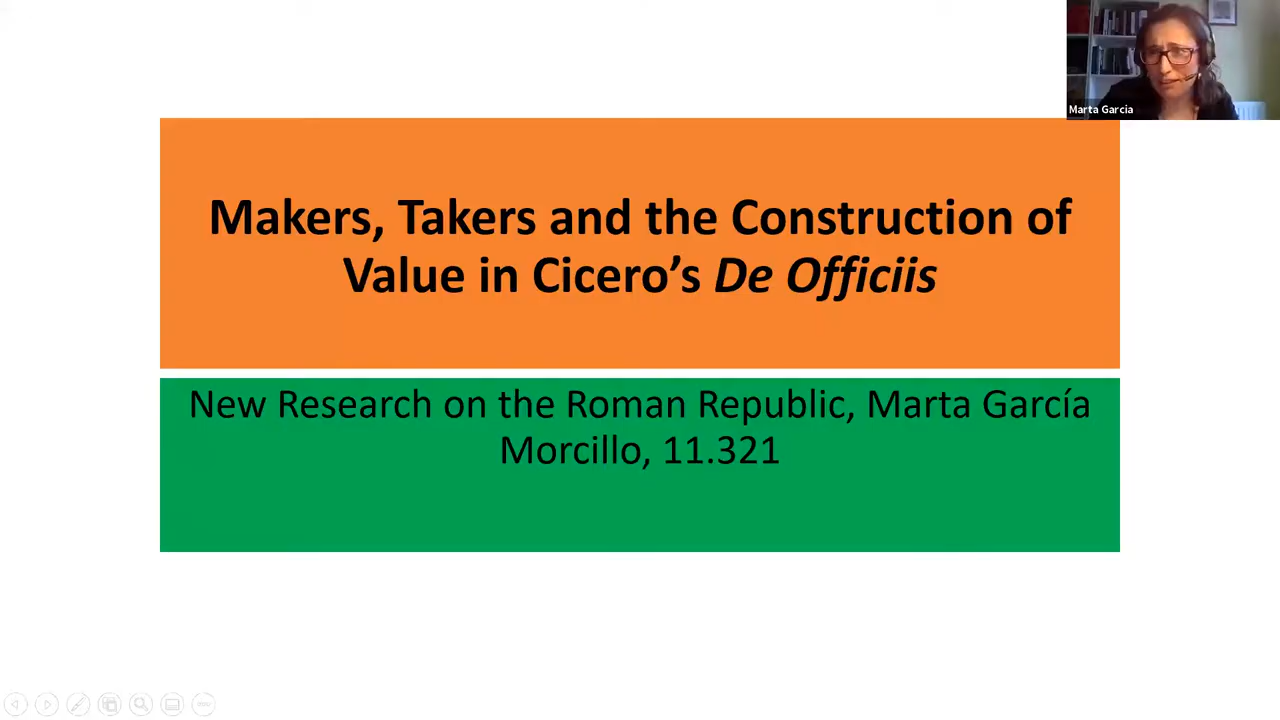 Marta Garcia
Makers, Takers and the Construction of
Value in Cicero’s De Officiis
New Research on the Roman Republic, Marta García
Morcillo, 11.321